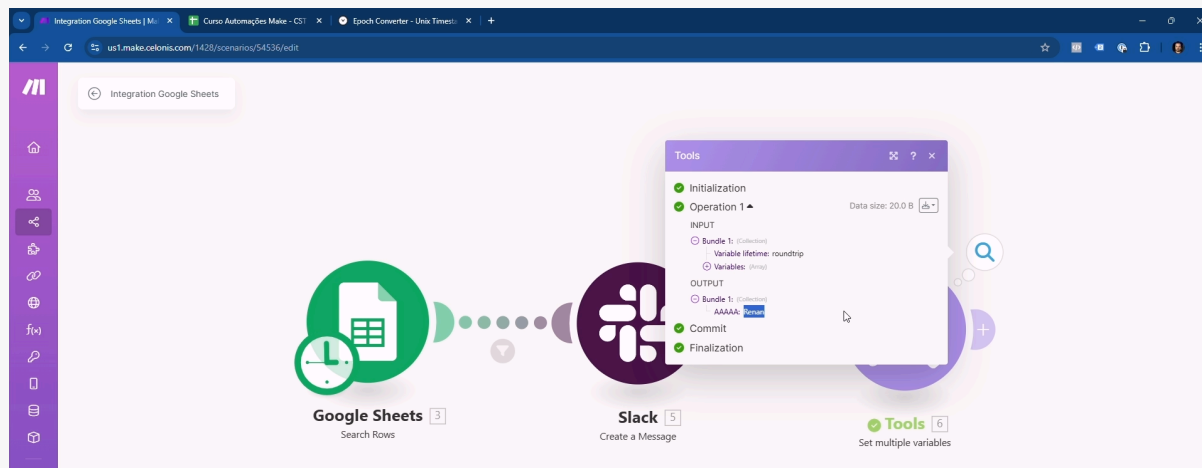 Integration Google Sheets | Ma
Curso Automações Make - CST
Epoch Converter - Unix Timesta
us1.make.celonis.com/1428/scenarios/54536/edit
Integration Google Sheets
Tools
Initialization
Operation 1
Data size: 20.0 B
INPUT
Bundle 1: (Collection)
Variable lifetime: roundtrip
Variables: (Array)
OUTPUT
Bundle 1: (Collection)
AAAAA: Renan
Commit
Finalization
f(x)
Google Sheets 3
Search Rows
Slack 5
Create a Message
Tools 6
Set multiple variables